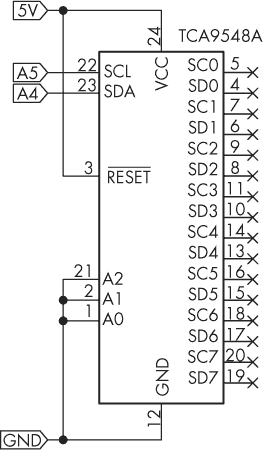 5V
24
TCA9548A
A5 22 SCL VCC SC0 5
A4 23 SDA SD0 4
SC1 7
SD1 6
SC2 9
3 RESET SD2 8
SC3 11
SD3 10
SC4 14
SD4 13
21 A2 SC5 16
2 A1 SD5 15
1 A0 SC6 18
SD6 17
GND SC7 20
SD7 19
12
GND